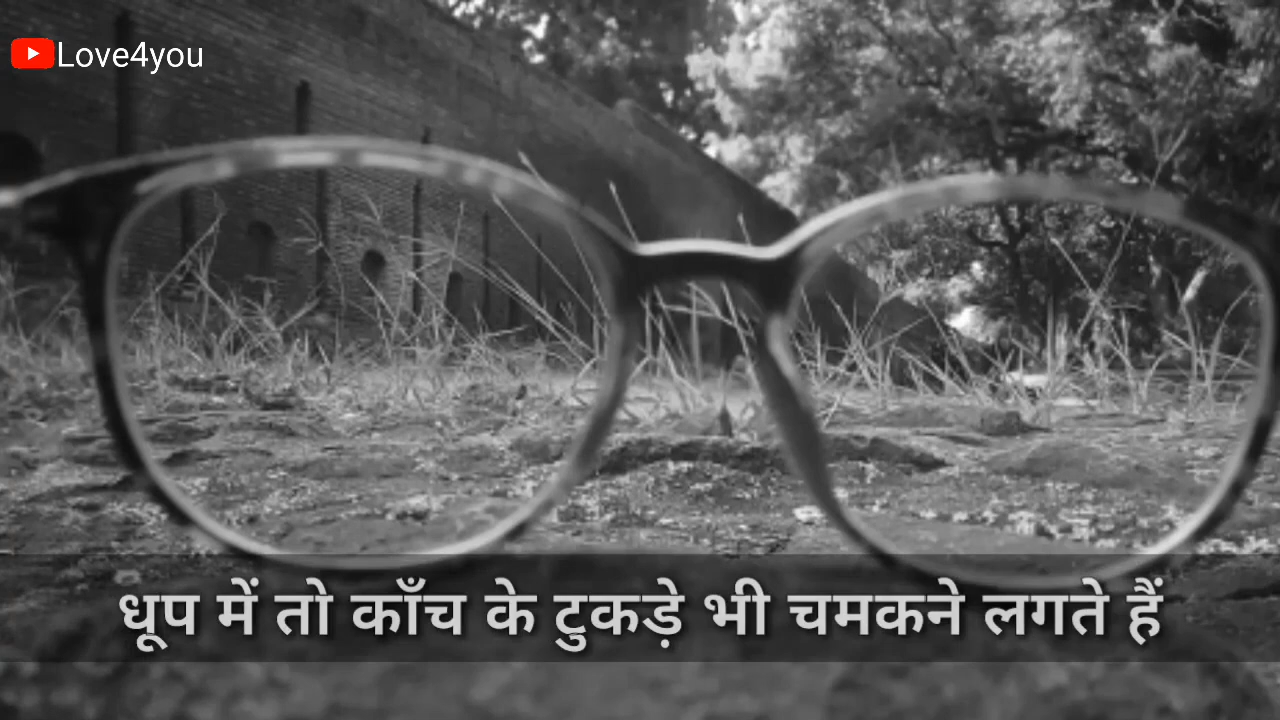 Love4you
धूप में तो काँच के टुकड़े भी चमकने लगते हैं